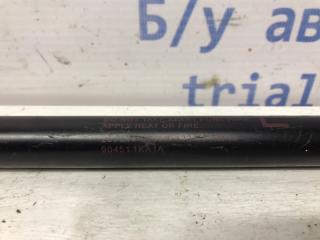 Б/у ав
trial
APPLY HEAT OR FIRE
904511KA1A
L